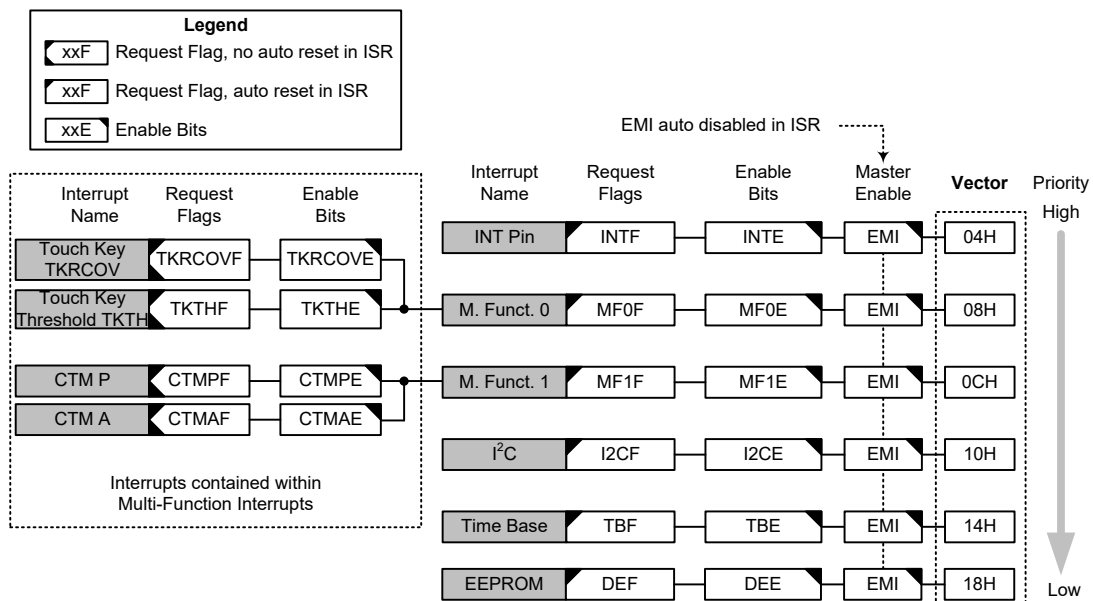 Legend
xxF Request Flag, no auto reset in ISR
xxF Request Flag, auto reset in ISR
xxE Enable Bits
EMI auto disabled in ISR
Interrupt Name Request Flags Enable Bits
Interrupt Name Request Flags Enable Bits Master Enable Vector Priority
High
Touch Key TKRCOV TKRCOVF TKRCOVE
Touch Key Threshold TKTH TKTHF TKTHE
CTM P CTMPF CTMPE
CTM A CTMAF CTMAE
Interrupts contained within
Multi-Function Interrupts
INT Pin INTF INTE EMI 04H
M. Funct. 0 MF0F MF0E EMI 08H
M. Funct. 1 MF1F MF1E EMI 0CH
I²C I2CF I2CE EMI 10H
Time Base TBF TBE EMI 14H
EEPROM DEF DEE EMI 18H
Low